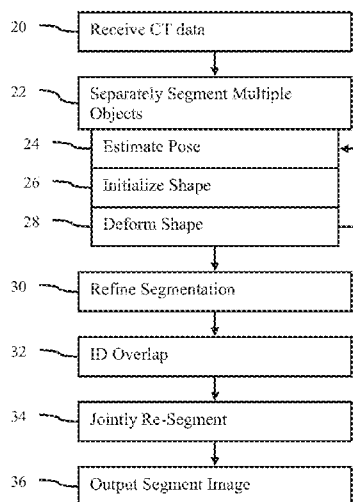 20 Receive CT data
22 Separately Segment Multiple
Objects
24 Estimate Pose
26 Initialize Shape
28 Deform Shape
30 Refine Segmentation
32 ID Overlap
34 Jointly Re-Segment
36 Output Segment Image